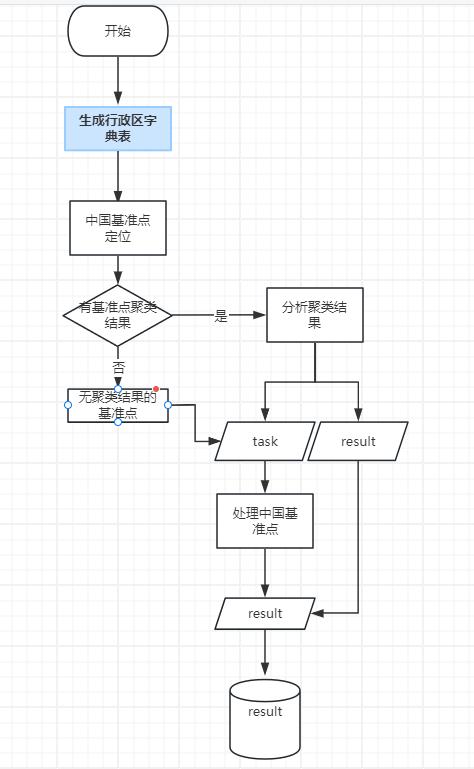 开始
生成行政区字
典表
中国基准点
定位
有基准点聚类
结果
是
分析聚类结
果
否
无聚类结果的
基准点
task
result
处理中国基
准点
result
result